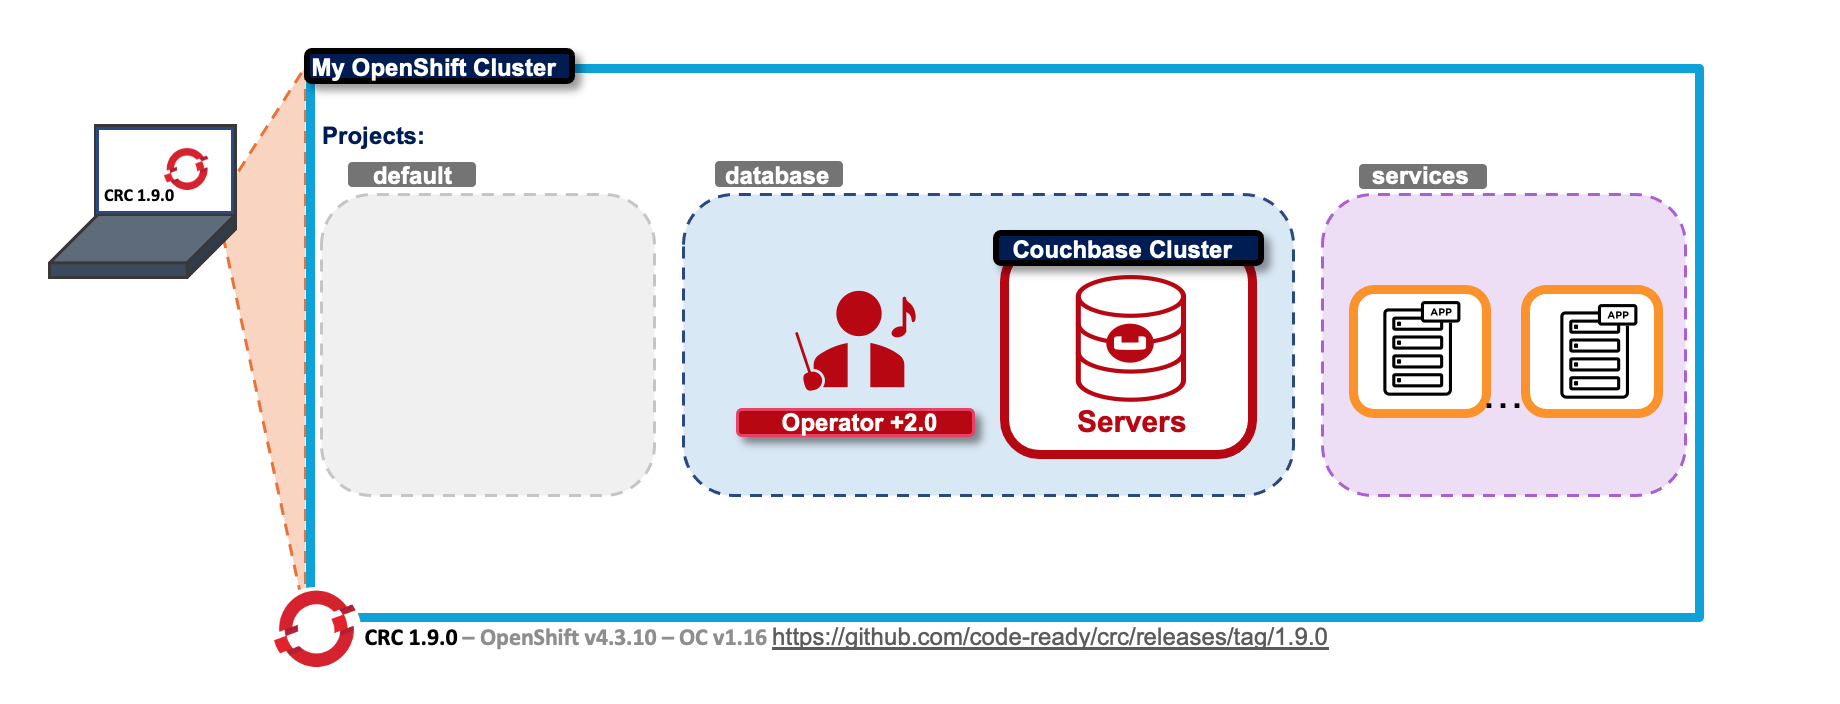 My OpenShift Cluster
Projects:
default
database
services
CRC 1.9.0
Couchbase Cluster
APP
APP
...
Operator +2.0
Servers
CRC 1.9.0 – OpenShift v4.3.10 – OC v1.16 https://github.com/code-ready/crc/releases/tag/1.9.0